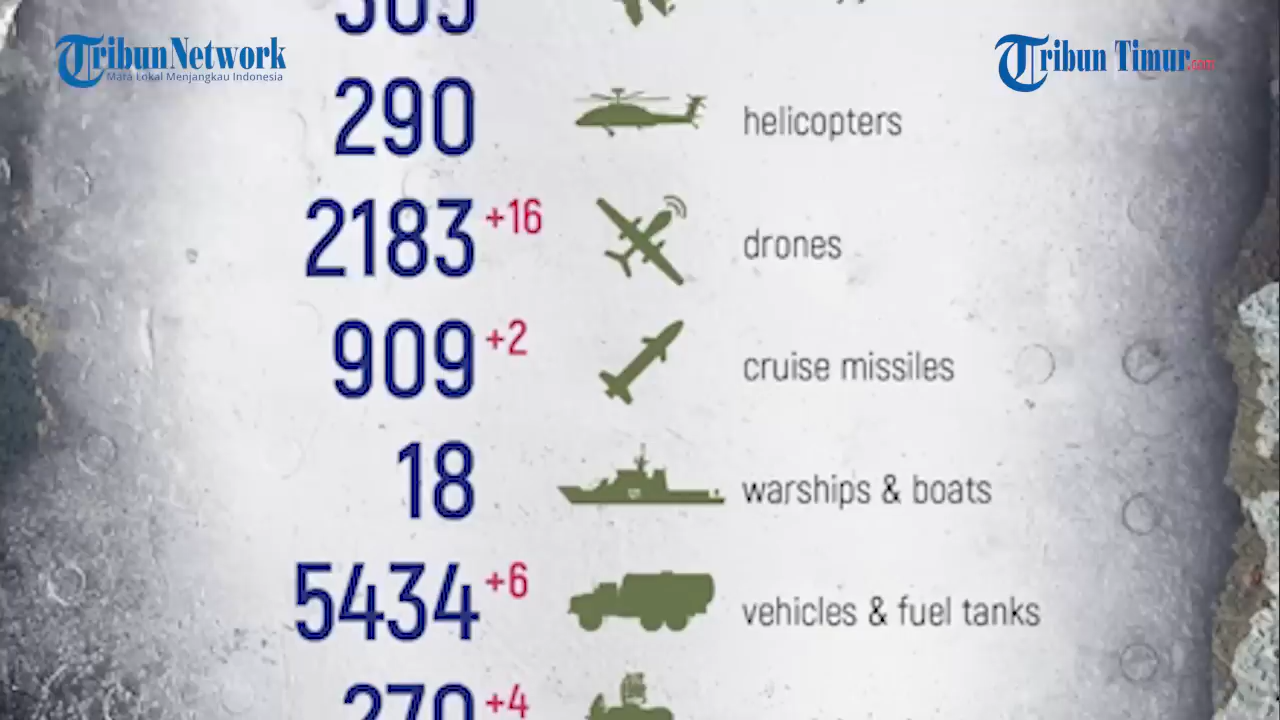 TribunNetwork
Mata Lokal Menjangkau Indonesia
Tribun Timur.com
290 helicopters
2183 +16 drones
909 +2 cruise missiles
18 warships & boats
5434 +6 vehicles & fuel tanks
+4